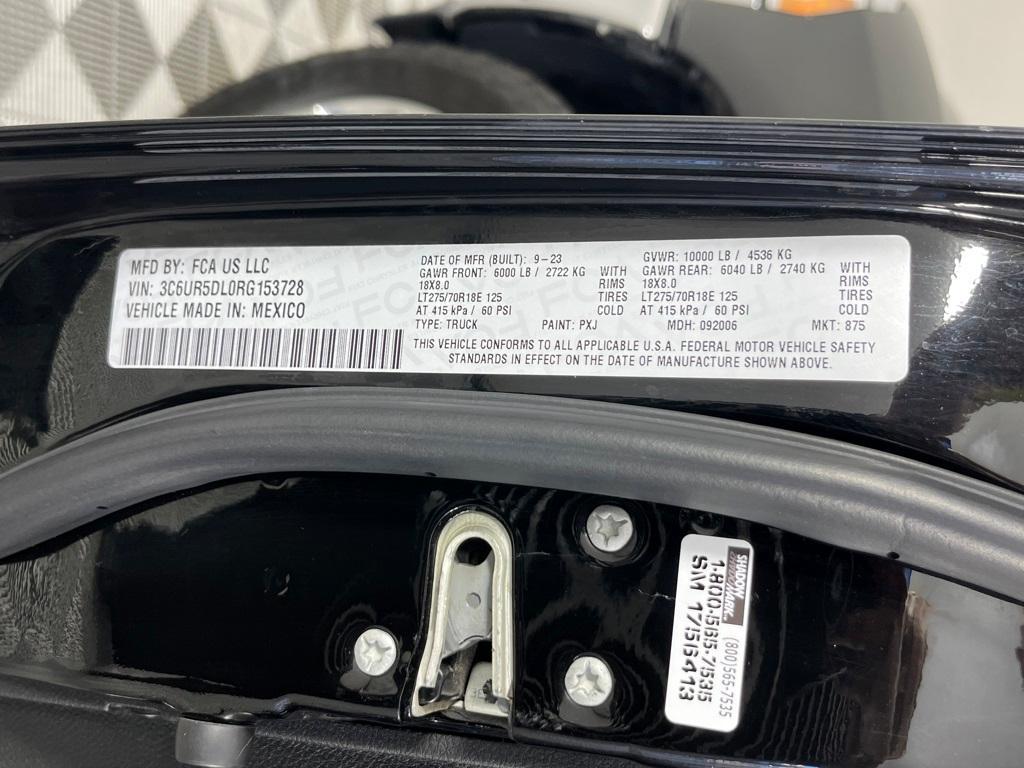 MFD BY: FCA US LLC
VIN: 3C6UR5DL0RG153728
VEHICLE MADE IN: MEXICO
DATE OF MFR (BUILT): 9-23
GAWR FRONT: 6000 LB / 2722 KG WITH
18X8.0 RIMS
LT275/70R18E 125 TIRES
AT 415 kPa / 60 PSI COLD
TYPE: TRUCK PAINT: PXJ
GVWR: 10000 LB / 4536 KG
GAWR REAR: 6040 LB / 2740 KG WITH
18X8.0 RIMS
LT275/70R18E 125 TIRES
AT 415 kPa / 60 PSI COLD
MDH: 092006 MKT: 875
THIS VEHICLE CONFORMS TO ALL APPLICABLE U.S.A. FEDERAL MOTOR VEHICLE SAFETY
STANDARDS IN EFFECT ON THE DATE OF MANUFACTURE SHOWN ABOVE.
SHADOW
MARK
(800)565-7535
1-800-565-7535
SM 17156413